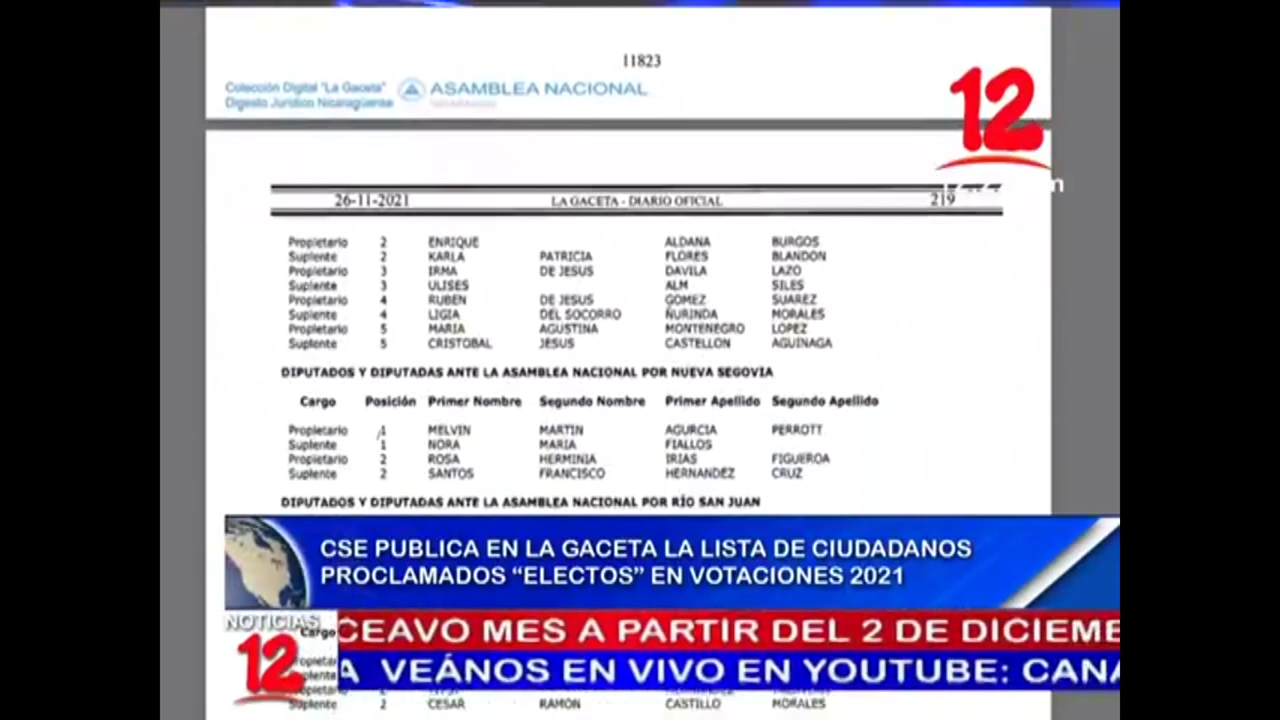 11823
Colección Digital "La Gaceta"
Digesto Jurídico Nicaragüense
ASAMBLEA NACIONAL
12
26-11-2021 LA GACETA - DIARIO OFICIAL 219
Propietario 2 ENRIQUE ALDANA BURGOS
Suplente 2 KARLA PATRICIA FLORES BLANDON
Propietario 3 IRMA DE JESUS DAVILA LAZO
Suplente 3 ULISES ALM SILES
Propietario 4 RUBEN DE JESUS GOMEZ SUAREZ
Suplente 4 LIGIA DEL SOCORRO ÑURINDA MORALES
Propietario 5 MARIA AGUSTINA MONTENEGRO LOPEZ
Suplente 5 CRISTOBAL JESUS CASTELLON AGUINAGA
DIPUTADOS Y DIPUTADAS ANTE LA ASAMBLEA NACIONAL POR NUEVA SEGOVIA
Cargo Posición Primer Nombre Segundo Nombre Primer Apellido Segundo Apellido
Propietario 1 MELVIN MARTIN AGURCIA PERROTT
Suplente 1 NORA MARIA FIALLOS
Propietario 2 ROSA HERMINIA IRIAS FIGUEROA
Suplente 2 SANTOS FRANCISCO HERNANDEZ CRUZ
DIPUTADOS Y DIPUTADAS ANTE LA ASAMBLEA NACIONAL POR RÍO SAN JUAN
CSE PUBLICA EN LA GACETA LA LISTA DE CIUDADANOS
PROCLAMADOS “ELECTOS” EN VOTACIONES 2021
NOTICIAS
12
Cargo
CEAVO MES A PARTIR DEL 2 DE DICIEMB
A VEÁNOS EN VIVO EN YOUTUBE: CANA
Suplente 2 CESAR RAMON CASTILLO MORALES